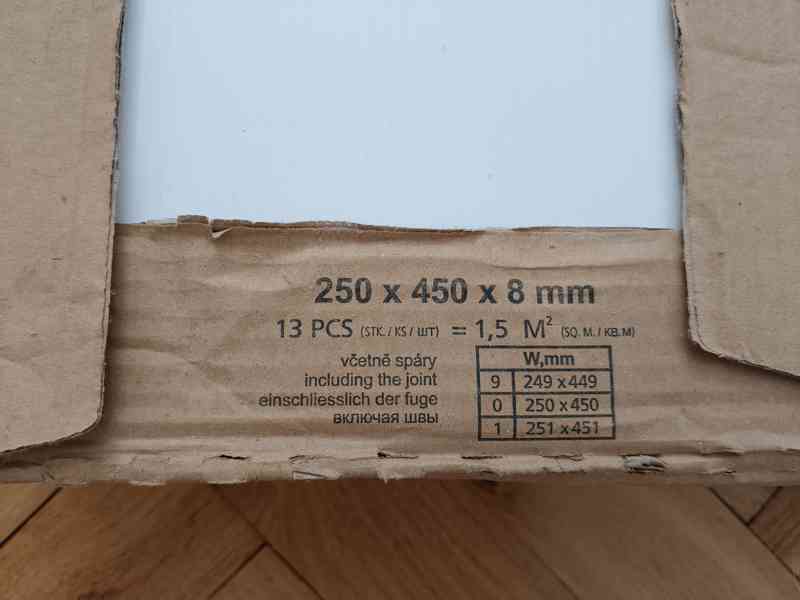 250 x 450 x 8 mm
13 PCS (STK. / KS / ШТ) = 1,5 M² (SQ. M. / KB. M)
včetně spáry
including the joint
einschliesslich der fuge
включая швы
W,mm
9 249 x 449
0 250 x 450
1 251 x 451